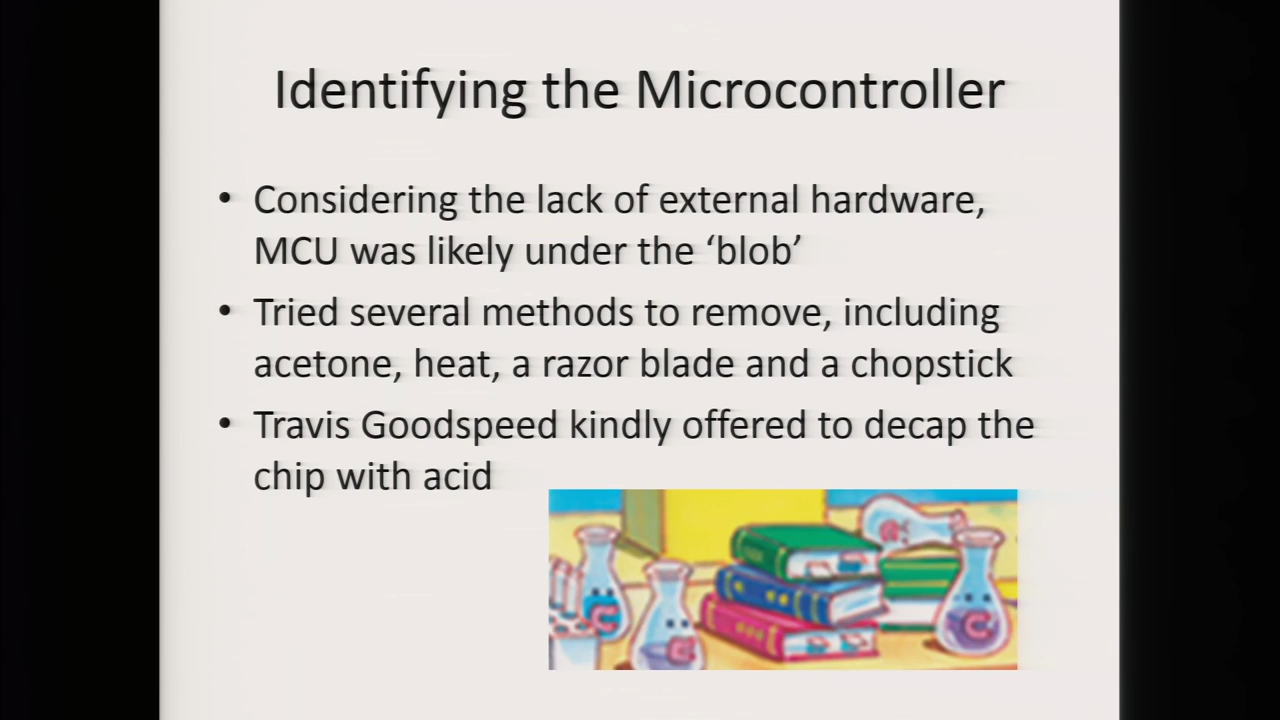 Identifying the Microcontroller
• Considering the lack of external hardware,
MCU was likely under the ‘blob’
• Tried several methods to remove, including
acetone, heat, a razor blade and a chopstick
• Travis Goodspeed kindly offered to decap the
chip with acid